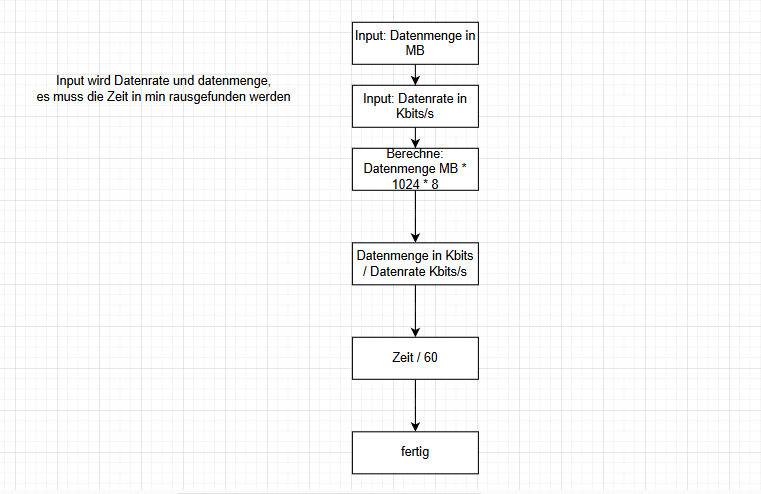 Input: Datenmenge in
MB
Input wird Datenrate und datenmenge,
es muss die Zeit in min rausgefunden werden
Input: Datenrate in
Kbits/s
Berechne:
Datenmenge MB *
1024 * 8
Datenmenge in Kbits
/ Datenrate Kbits/s
Zeit / 60
fertig